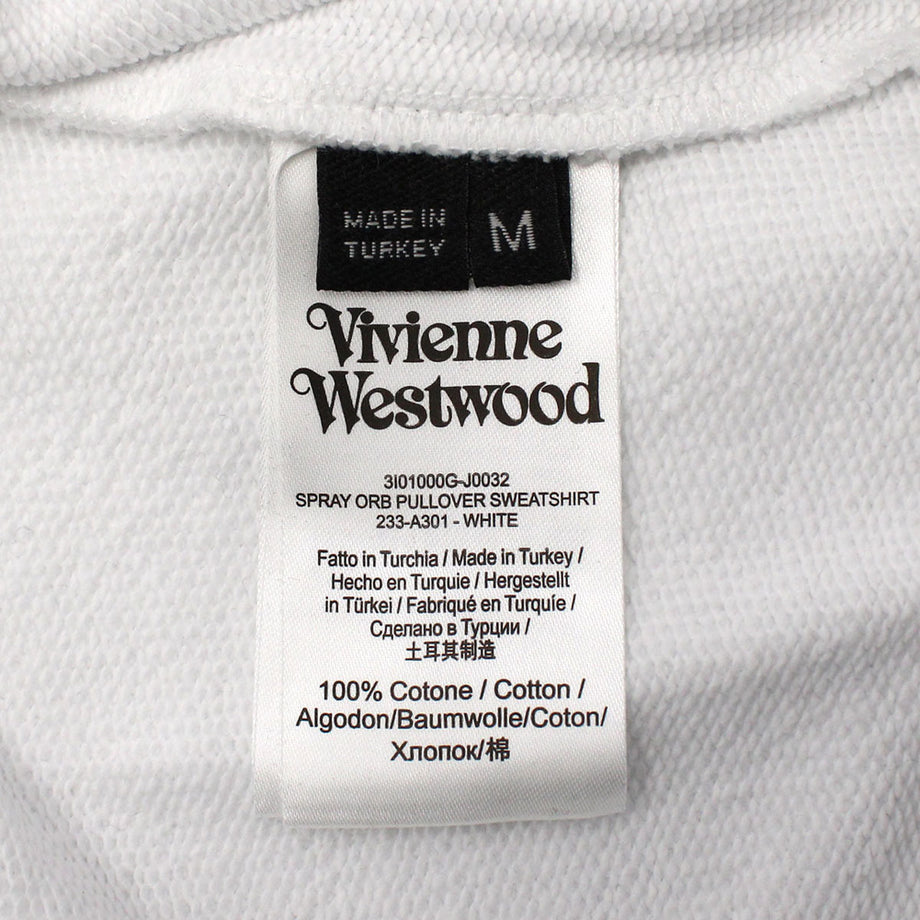 MADE IN
TURKEY
M
Vivienne
Westwood
3I01000G-J0032
SPRAY ORB PULLOVER SWEATSHIRT
233-A301 - WHITE
Fatto in Turchia / Made in Turkey /
Hecho en Turquie / Hergestellt
in Türkei / Fabriqué en Turquíe /
Сделано в Турции /
土耳其制造
100% Cotone / Cotton /
Algodon/Baumwolle/Coton/
Хлопок/棉